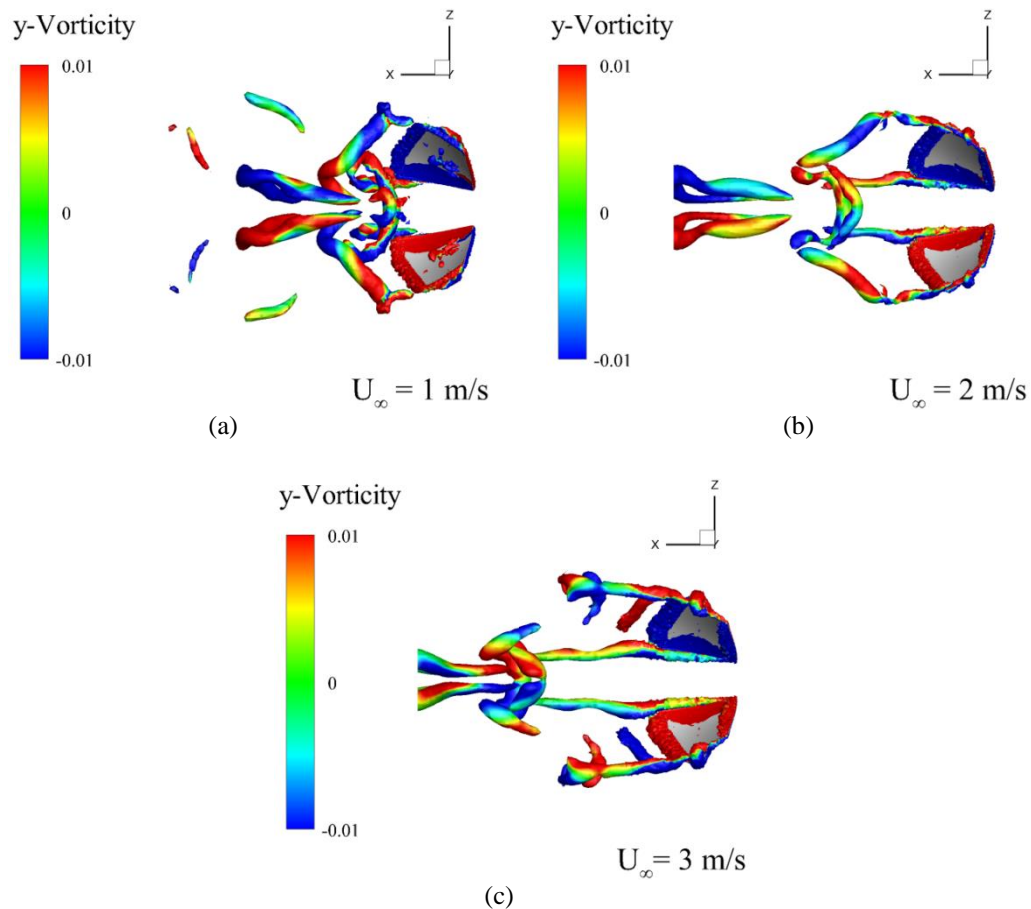 y-Vorticity
0.01
0
-0.01
Z
X
Y
U∞ = 1 m/s
(a)
y-Vorticity
0.01
0
-0.01
Z
X
Y
U∞ = 2 m/s
(b)
y-Vorticity
0.01
0
-0.01
Z
X
Y
U∞= 3 m/s
(c)